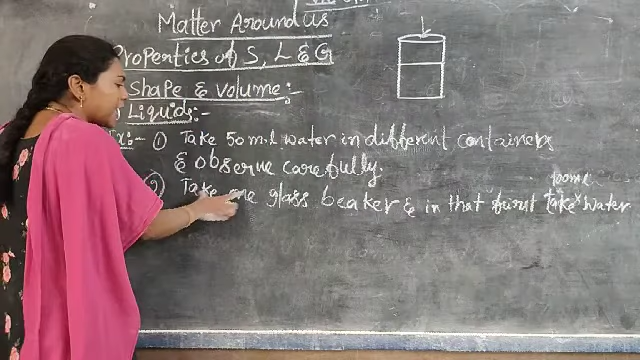 Matter Around us
Properties of S, L & G
shape & volume:-
Liquids:-
Ex:- ① Take 50 m.l water in different containers
& observe carefully.
② Take one glass beaker & in that first take water
100ml